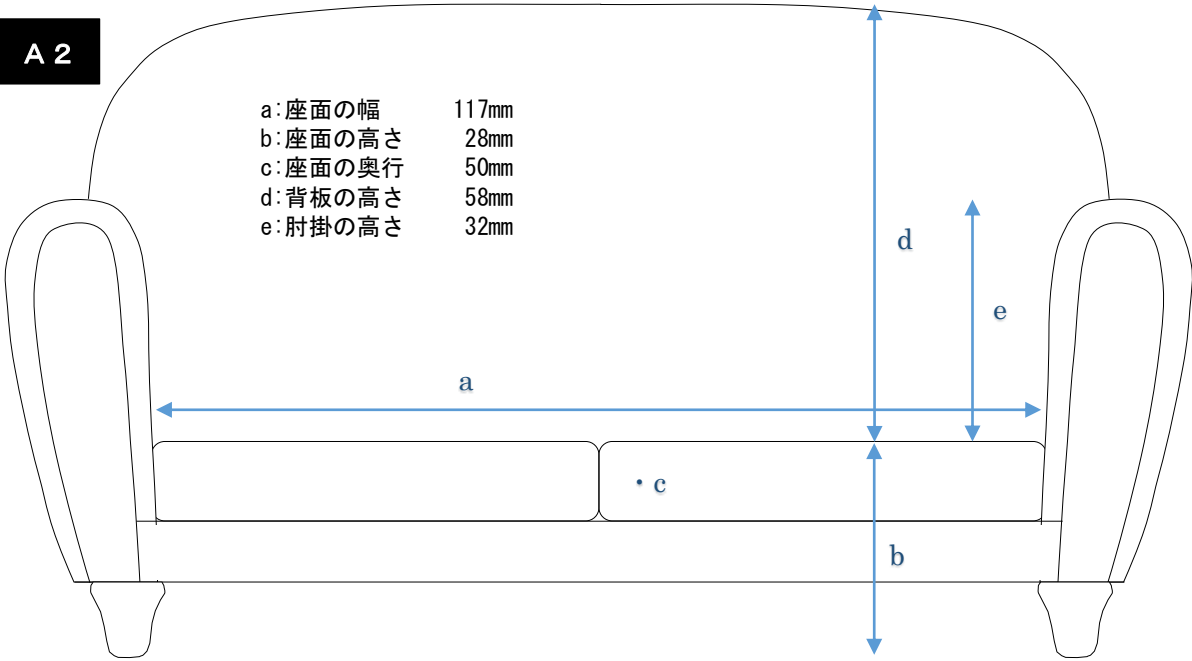 A2
a:座面の幅 117mm
b:座面の高さ 28mm
c:座面の奥行 50mm
d:背板の高さ 58mm
e:肘掛の高さ 32mm
d
e
a
・c
b